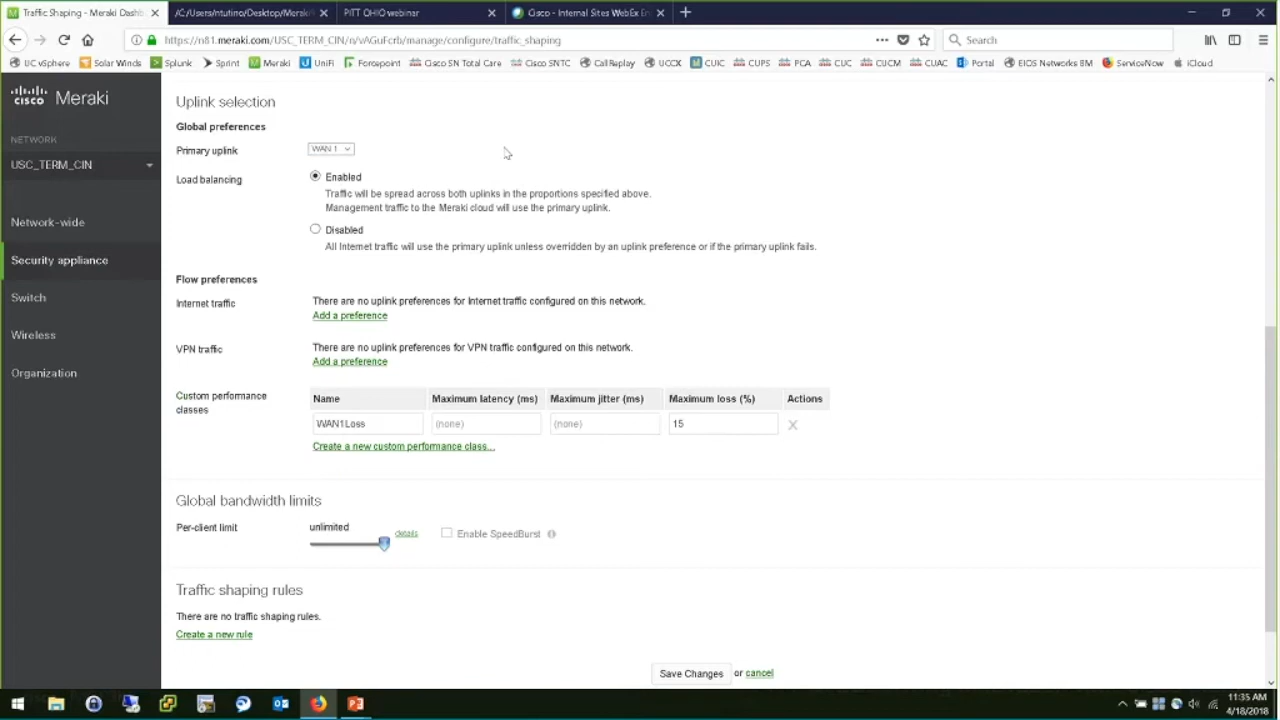 Traffic Shaping - Meraki Dashb
/C:/Users/ntutino/Desktop/Meraki
PITT OHIO webinar
Cisco - Internal Sites WebEx En
https://n81.meraki.com/USC_TERM_CIN/n/vAGuFcrb/manage/configure/traffic_shaping
Search
UC vSphere
Solar Winds
Splunk
Sprint
Meraki
UniFi
Forcepoint
Cisco SN Total Care
Cisco SNTC
CallReplay
UCCX
CUIC
CUPS
PCA
CUC
CUCM
CUAC
Portal
EIOS Networks BM
ServiceNow
iCloud
CISCO Meraki
NETWORK
USC_TERM_CIN
Network-wide
Security appliance
Switch
Wireless
Organization
Uplink selection
Global preferences
Primary uplink
WAN 1
Load balancing
Enabled
Traffic will be spread across both uplinks in the proportions specified above.
Management traffic to the Meraki cloud will use the primary uplink.
Disabled
All Internet traffic will use the primary uplink unless overridden by an uplink preference or if the primary uplink fails.
Flow preferences
Internet traffic
There are no uplink preferences for Internet traffic configured on this network.
Add a preference
VPN traffic
There are no uplink preferences for VPN traffic configured on this network.
Add a preference
Custom performance
classes
Name Maximum latency (ms) Maximum jitter (ms) Maximum loss (%) Actions
WAN1Loss (none) (none) 15 X
Create a new custom performance class...
Global bandwidth limits
Per-client limit
unlimited
details
Enable SpeedBurst
Traffic shaping rules
There are no traffic shaping rules.
Create a new rule
Save Changes or cancel
11:35 AM
4/18/2018